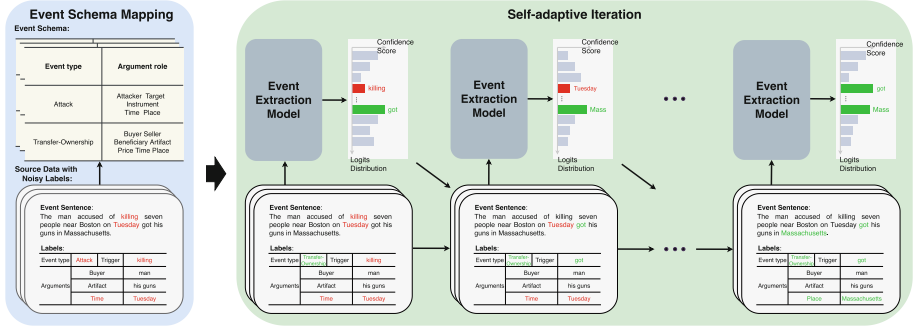 Event Schema Mapping
Event Schema:
Event type Argument role
Attack
Attacker Target
Instrument
Time Place
Transfer-Ownership
Buyer Seller
Beneficiary Artifact
Price Time Place
Source Data with
Noisy Labels:
Event Sentence:
The man accused of killing seven
people near Boston on Tuesday got his
guns in Massachusetts.
Labels:
Event type Attack Trigger killing
Arguments
Buyer man
Artifact his guns
Time Tuesday
Self-adaptive Iteration
Event
Extraction
Model
Confidence
Score
killing
got
Logits
Distribution
Event Sentence:
The man accused of killing seven
people near Boston on Tuesday got his
guns in Massachusetts.
Labels:
Event type Attack Trigger killing
Arguments
Buyer man
Artifact his guns
Time Tuesday
Event
Extraction
Model
Confidence
Score
Tuesday
Mass
Logits
Distribution
Event Sentence:
The man accused of killing seven
people near Boston on Tuesday got his
guns in Massachusetts.
Labels:
Event type Transfer-
Ownership Trigger got
Arguments
Buyer man
Artifact his guns
Time Tuesday
Event
Extraction
Model
Confidence
Score
got
Mass
Logits
Distribution
Event Sentence:
The man accused of killing seven
people near Boston on Tuesday got his
guns in Massachusetts.
Labels:
Event type Transfer-
Ownership Trigger got
Arguments
Buyer man
Artifact his guns
Place Massachusetts